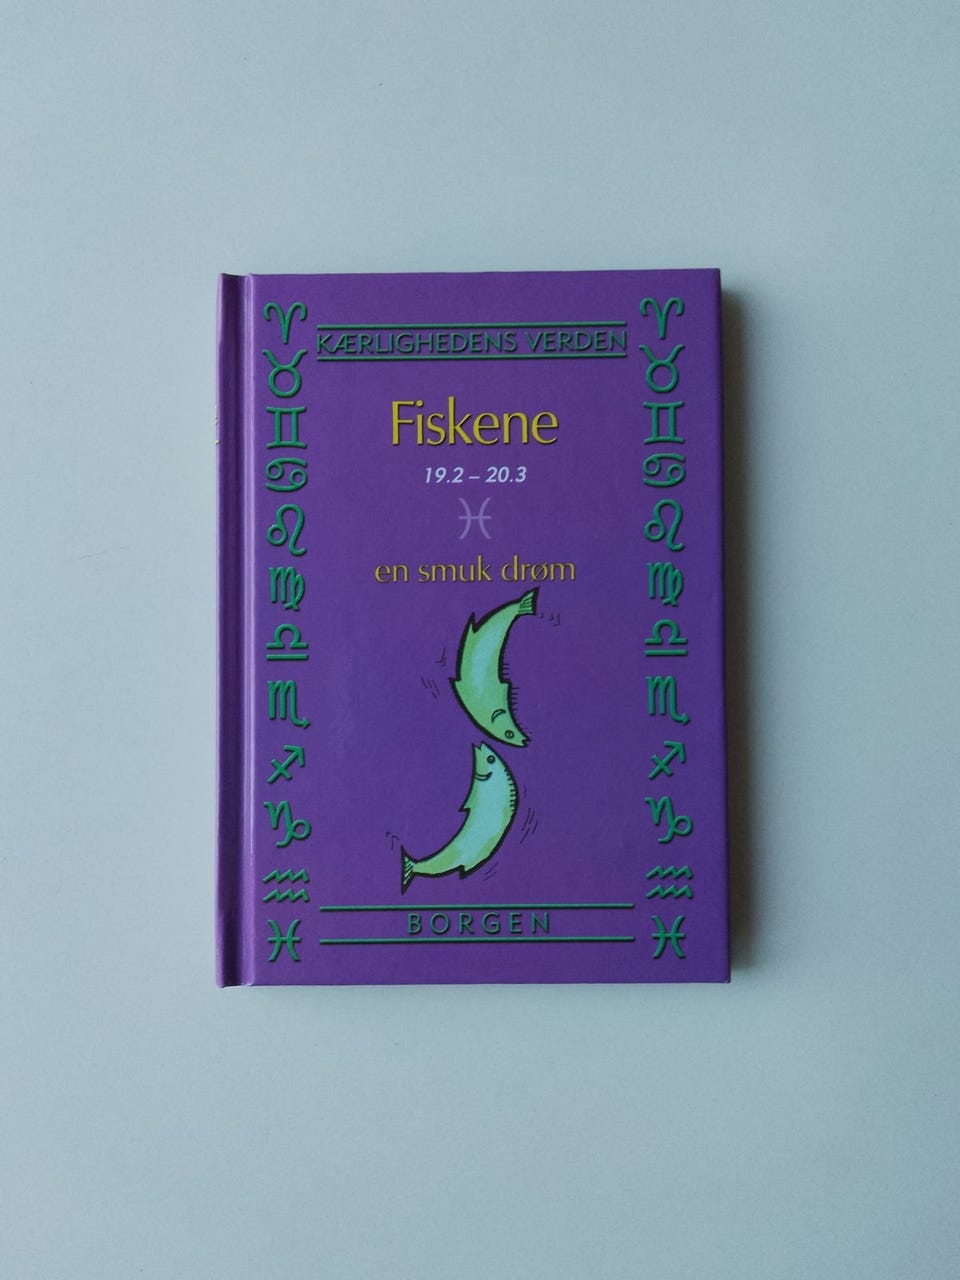 KÆRLIGHEDENS VERDEN
Fiskene
19.2 – 20.3
♓
en smuk drøm
BORGEN
♈ ♈
♉ ♉
♊ ♊
♋ ♋
♌ ♌
♍ ♍
♎ ♎
♏ ♏
♐ ♐
♑ ♑
♒ ♒
♓ ♓